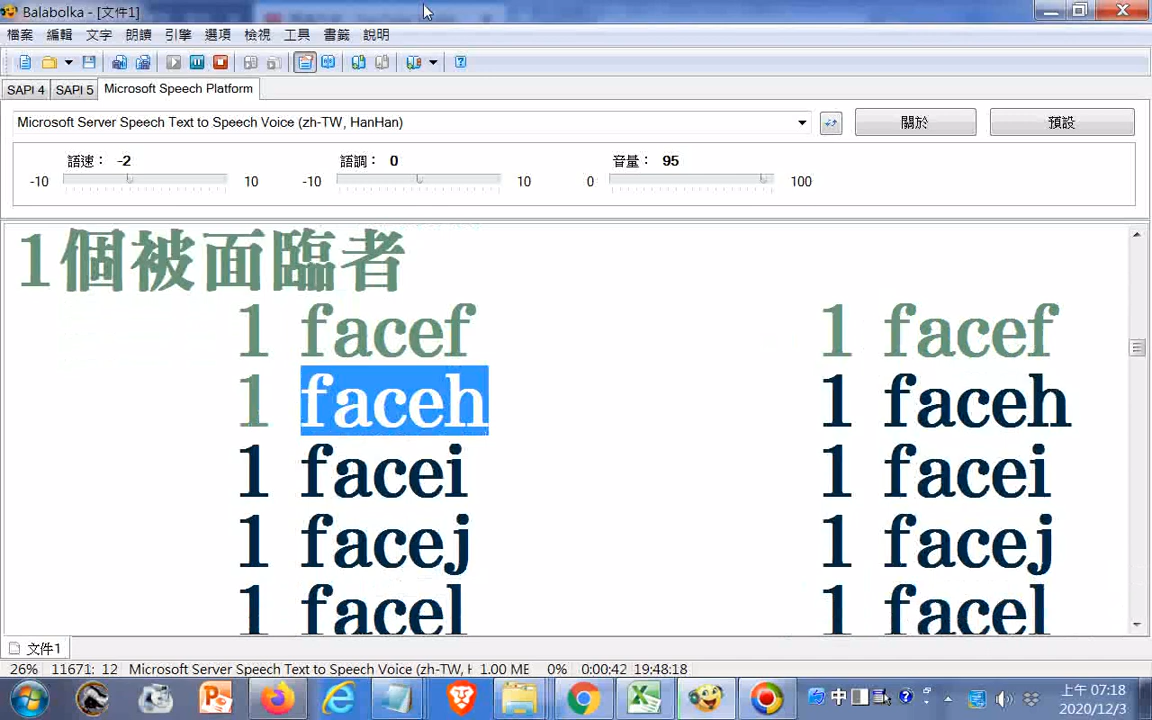 Balabolka - [文件1]
檔案 編輯 文字 朗讀 引擎 選項 檢視 工具 書籤 說明
SAPI 4 SAPI 5 Microsoft Speech Platform
Microsoft Server Speech Text to Speech Voice (zh-TW, HanHan) 關於 預設
語速： -2 語調： 0 音量： 95
-10 10 -10 10 0 100
1個被面臨者
1 facef 1 facef
1 faceh 1 faceh
1 facei 1 facei
1 facej 1 facej
1 facel 1 facel
文件1
26% 11671: 12 Microsoft Server Speech Text to Speech Voice (zh-TW, H 1.00 ME 0% 0:00:42 19:48:18
中 上午 07:18
2020/12/3